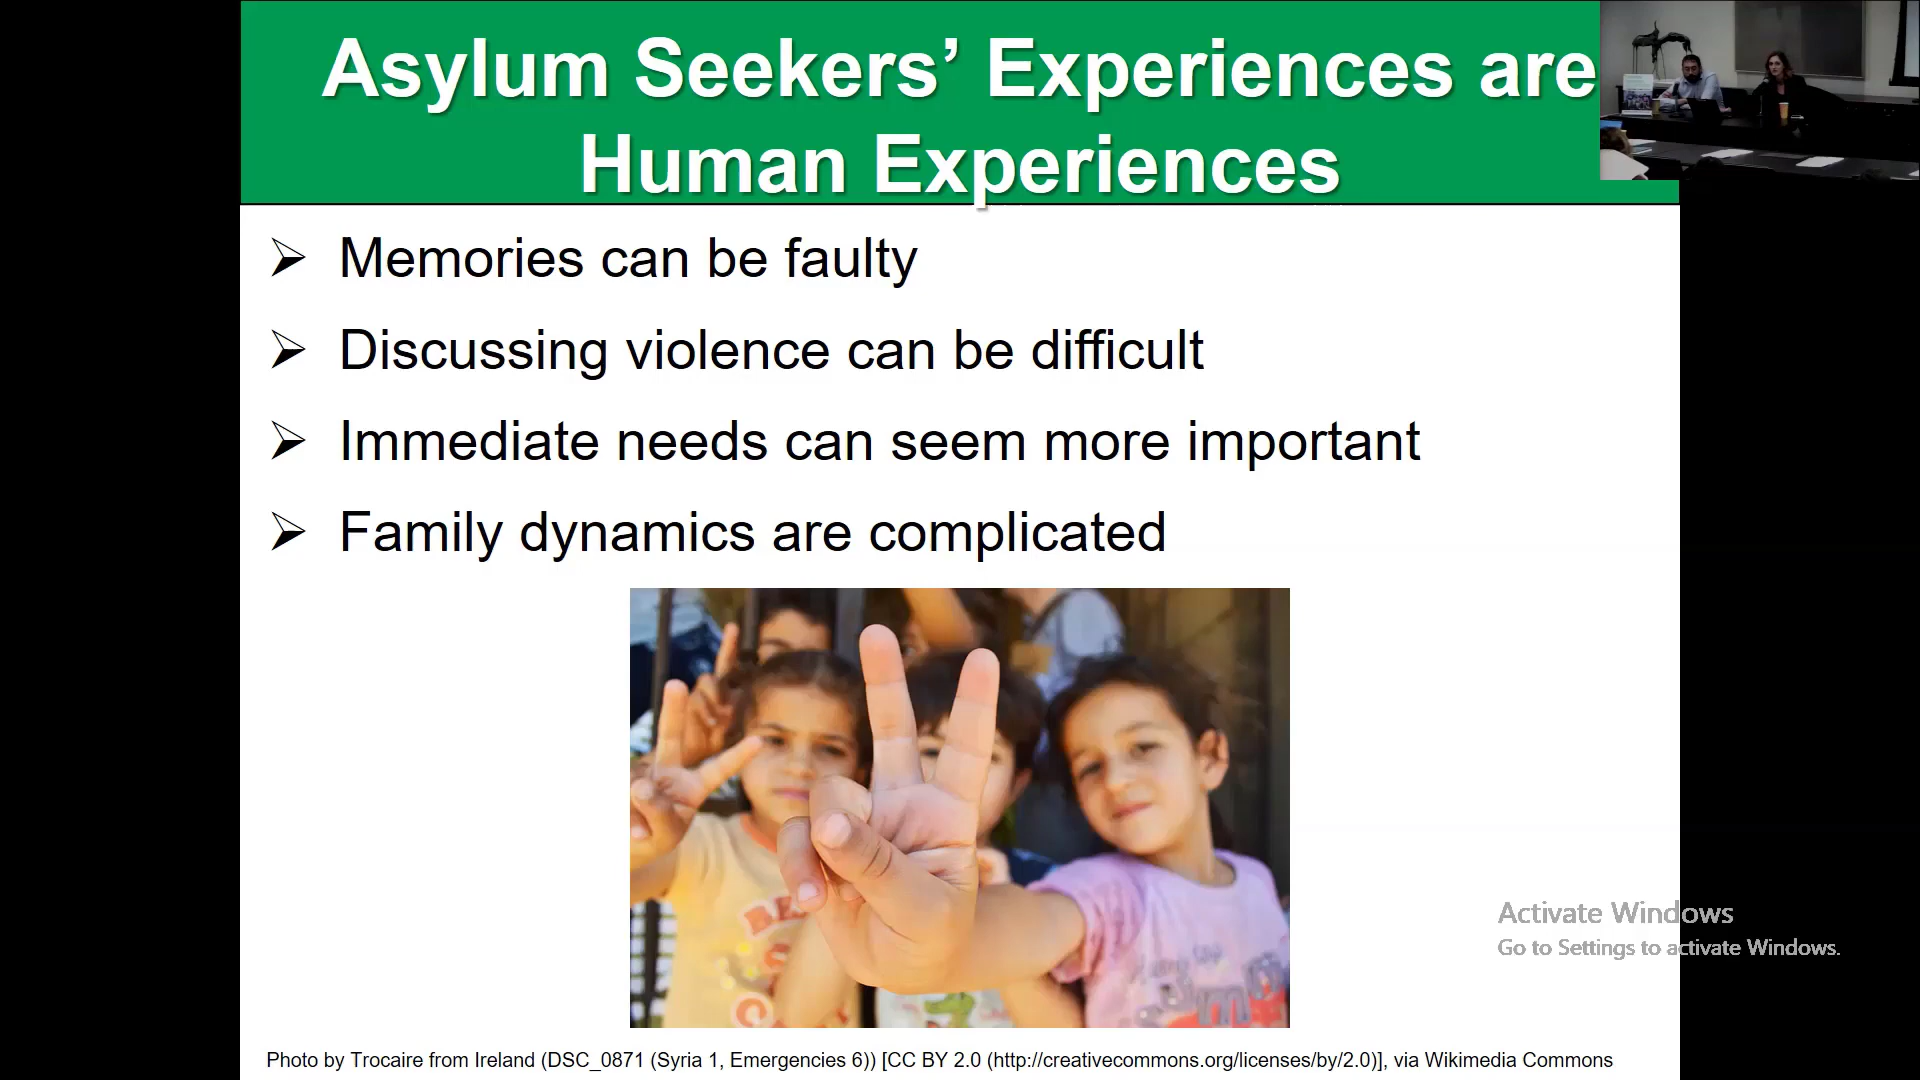 Asylum Seekers’ Experiences are
Human Experiences
➢ Memories can be faulty
➢ Discussing violence can be difficult
➢ Immediate needs can seem more important
➢ Family dynamics are complicated
Activate Windows
Go to Settings to activate Windows.
Photo by Trocaire from Ireland (DSC_0871 (Syria 1, Emergencies 6)) [CC BY 2.0 (http://creativecommons.org/licenses/by/2.0)], via Wikimedia Commons